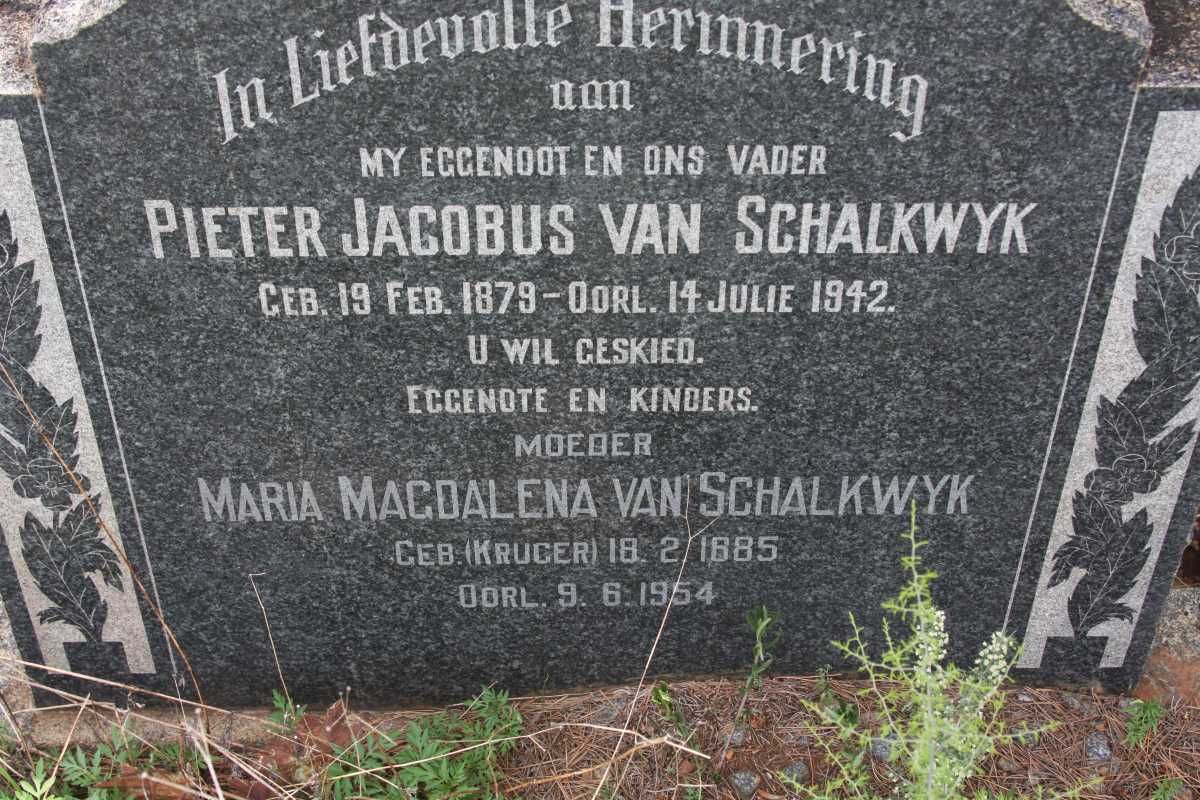 In Liefdevolle Herinnering
aan
MY EGGENOOT EN ONS VADER
PIETER JACOBUS VAN SCHALKWYK
GEB. 19 FEB. 1879 - OORL. 14 JULIE 1942.
U WIL GESKIED.
EGGENOTE EN KINDERS.
MOEDER
MARIA MAGDALENA VAN SCHALKWYK
GEB. (KRUGER) 18. 2. 1885
OORL. 9. 6. 1954